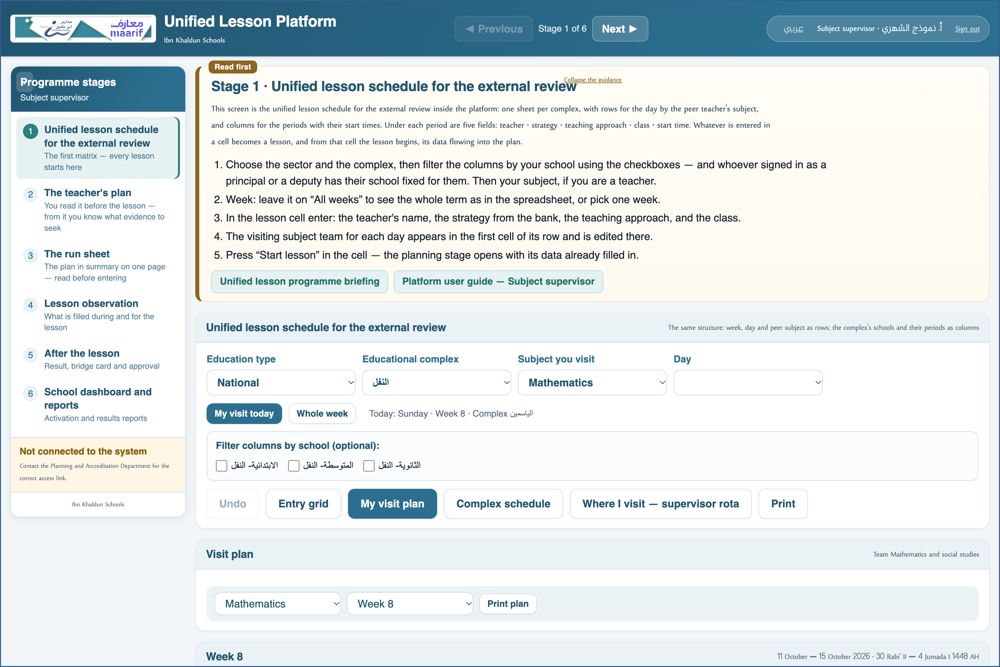 مدارس
ابن خلدون
Ibn Khaldun Schools
معارف
maarif
Unified Lesson Platform
Ibn Khaldun Schools
◀ Previous
Stage 1 of 6
Next ▶
عربي
Subject supervisor · أ. نموذج الشهري
Sign out
Programme stages
Subject supervisor
1
Unified lesson schedule
for the external review
The first matrix — every lesson
starts here
2
The teacher's plan
You read it before the lesson —
from it you know what evidence to
seek
3
The run sheet
The plan in summary on one page
— read before entering
4
Lesson observation
What is filled during and for the
lesson
5
After the lesson
Result, bridge card and approval
6
School dashboard and
reports
Activation and results reports
Not connected to the system
Contact the Planning and Accreditation Department for the
correct access link.
Ibn Khaldun Schools
Read first
Collapse the guidance
Stage 1 · Unified lesson schedule for the external review
This screen is the unified lesson schedule for the external review inside the platform: one sheet per complex, with rows for the day by the peer teacher's subject,
and columns for the periods with their start times. Under each period are five fields: teacher · strategy · teaching approach · class · start time. Whatever is entered in
a cell becomes a lesson, and from that cell the lesson begins, its data flowing into the plan.
1. Choose the sector and the complex, then filter the columns by your school using the checkboxes — and whoever signed in as a
principal or a deputy has their school fixed for them. Then your subject, if you are a teacher.
2. Week: leave it on “All weeks” to see the whole term as in the spreadsheet, or pick one week.
3. In the lesson cell enter: the teacher's name, the strategy from the bank, the teaching approach, and the class.
4. The visiting subject team for each day appears in the first cell of its row and is edited there.
5. Press “Start lesson” in the cell — the planning stage opens with its data already filled in.
Unified lesson programme briefing
Platform user guide — Subject supervisor
Unified lesson schedule for the external review
The same structure: week, day and peer subject as rows; the complex's schools and their periods as columns
Education type
Educational complex
Subject you visit
Day
National
النفل
Mathematics
My visit today
Whole week
Today: Sunday · Week 8 · Complex الياسمين
Filter columns by school (optional):
الابتدائية- النفل
المتوسطة- النفل
الثانوية- النفل
Undo
Entry grid
My visit plan
Complex schedule
Where I visit — supervisor rota
Print
Visit plan
Team Mathematics and social studies
Mathematics
Week 8
Print plan
Week 8
11 October — 15 October 2026 · 30 Rabi’ II — 4 Jumada I 1448 AH